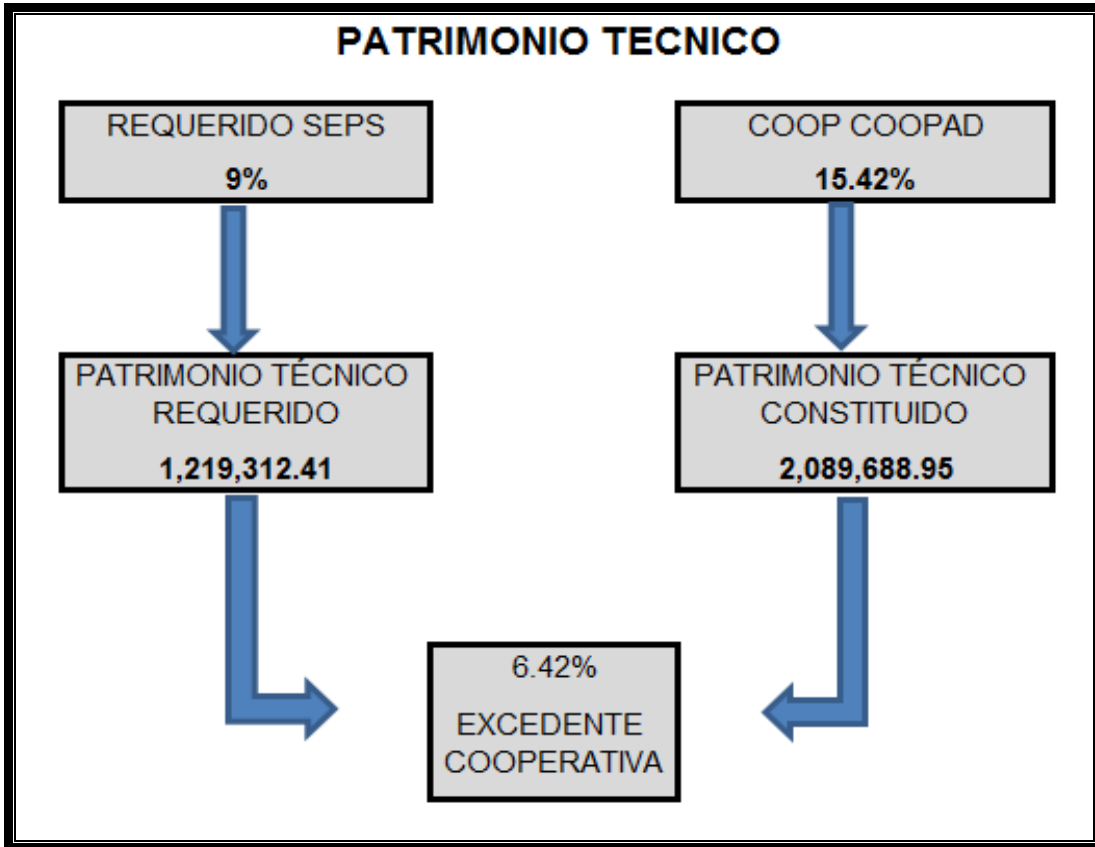 PATRIMONIO TECNICO
REQUERIDO SEPS
9%
COOP COOPAD
15.42%
PATRIMONIO TÉCNICO
REQUERIDO
1,219,312.41
PATRIMONIO TÉCNICO
CONSTITUIDO
2,089,688.95
6.42%
EXCEDENTE
COOPERATIVA